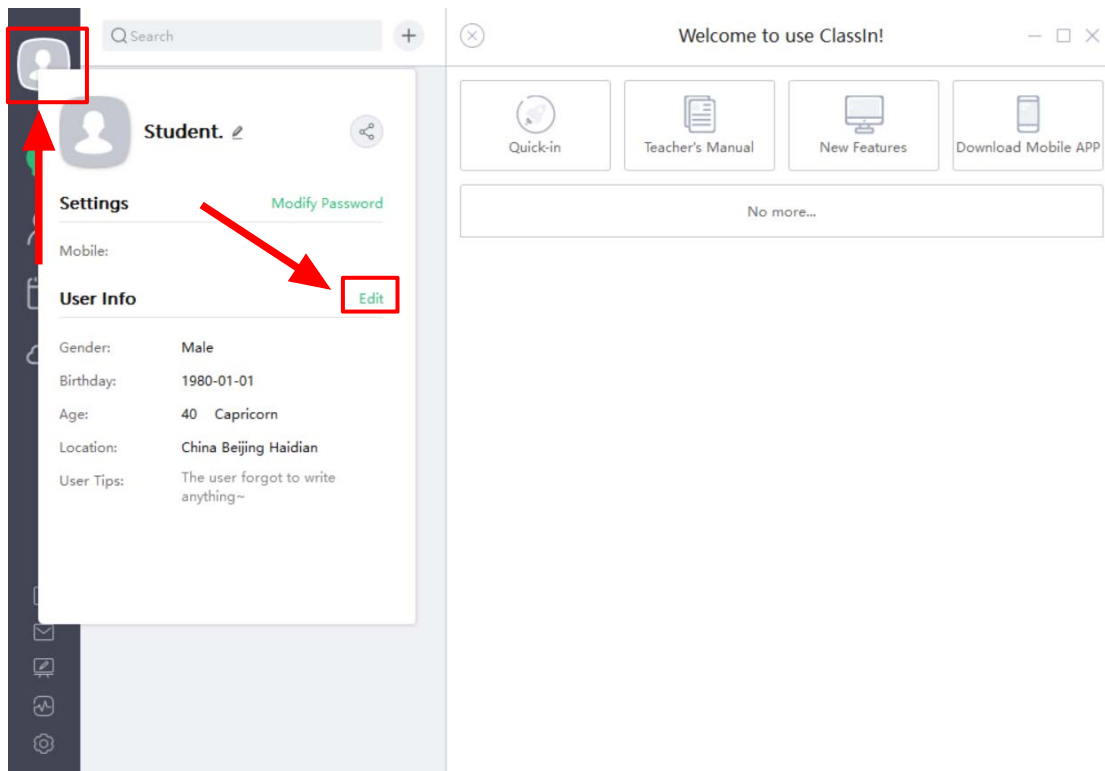 Search
Welcome to use ClassIn!
Student.
Settings
Modify Password
Mobile:
User Info
Edit
Gender: Male
Birthday: 1980-01-01
Age: 40 Capricorn
Location: China Beijing Haidian
User Tips: The user forgot to write
anything~
Quick-in
Teacher's Manual
New Features
Download Mobile APP
No more...